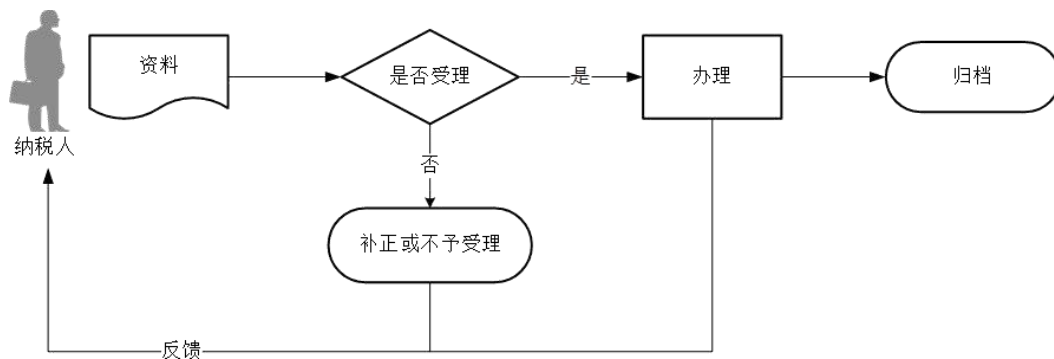 资料
是否受理
是
办理
归档
纳税人
否
补正或不予受理
反馈